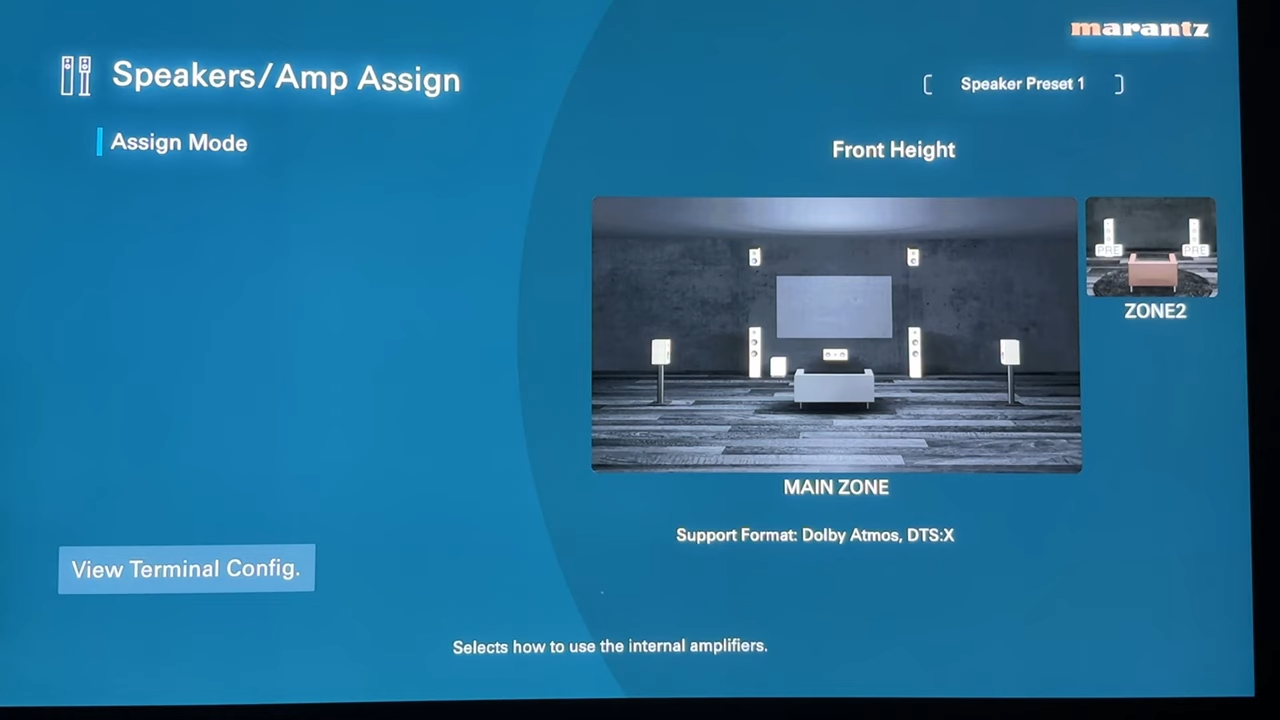 marantz
Speakers/Amp Assign
Speaker Preset 1
Assign Mode
Front Height
PRE PRE
ZONE2
MAIN ZONE
Support Format: Dolby Atmos, DTS:X
View Terminal Config.
Selects how to use the internal amplifiers.